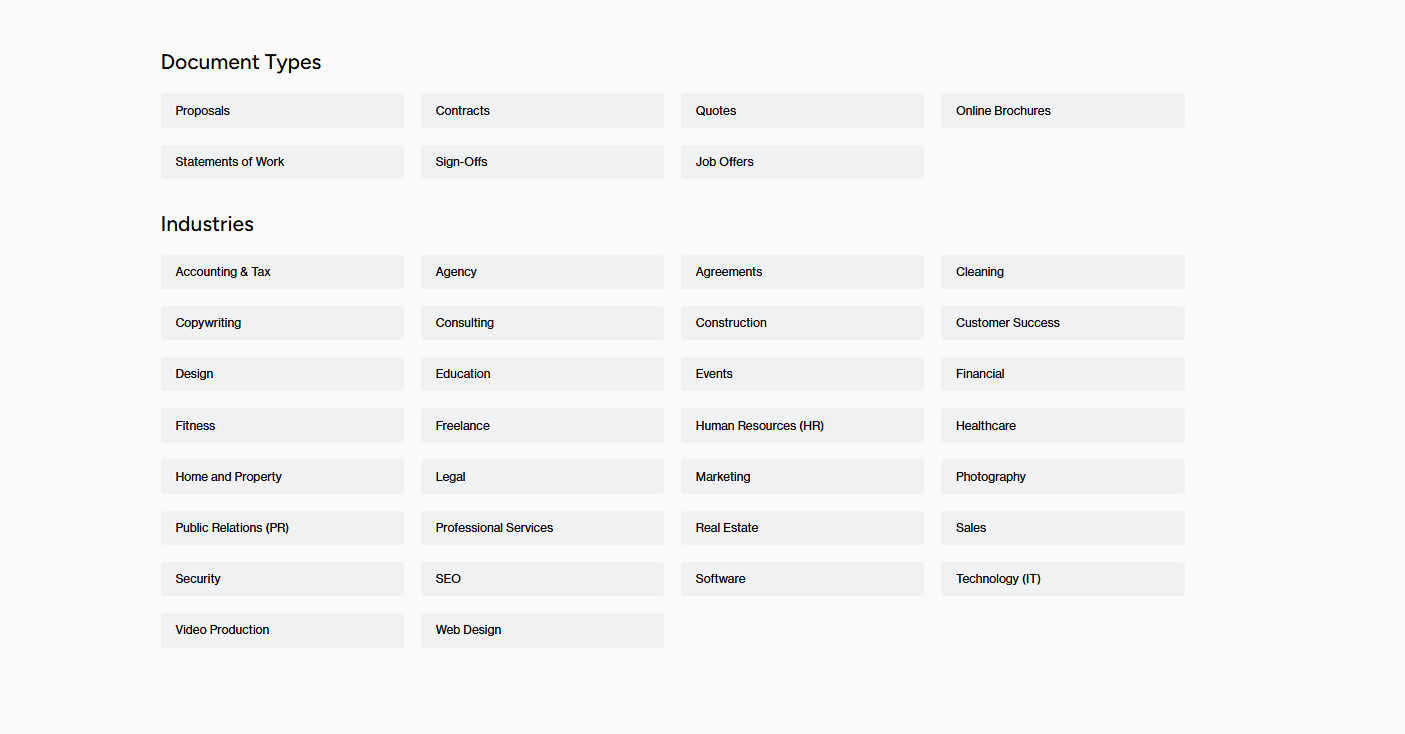 Document Types
Proposals
Contracts
Quotes
Online Brochures
Statements of Work
Sign-Offs
Job Offers
Industries
Accounting & Tax
Agency
Agreements
Cleaning
Copywriting
Consulting
Construction
Customer Success
Design
Education
Events
Financial
Fitness
Freelance
Human Resources (HR)
Healthcare
Home and Property
Legal
Marketing
Photography
Public Relations (PR)
Professional Services
Real Estate
Sales
Security
SEO
Software
Technology (IT)
Video Production
Web Design